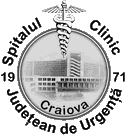 Spitalul Clinic
19 71
Craiova
Județean de Urgență